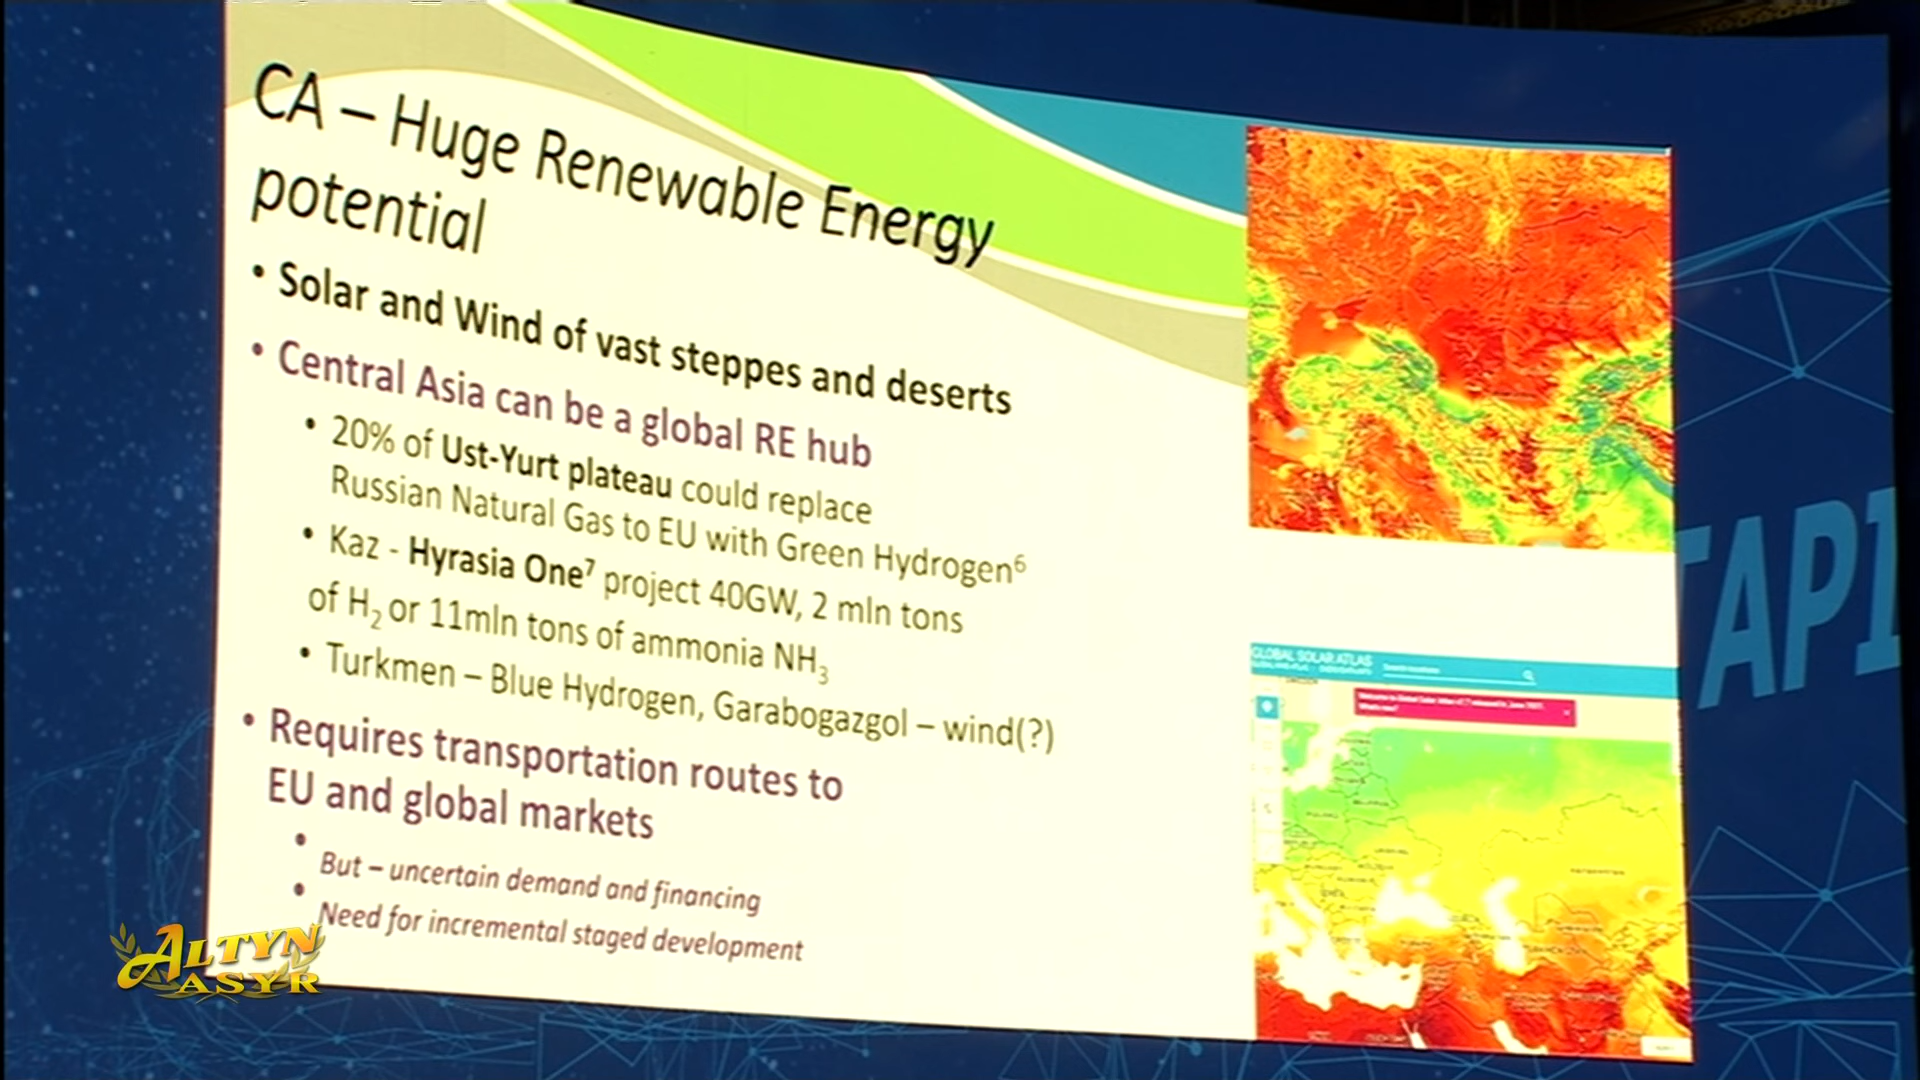 CA – Huge Renewable Energy
potential
• Solar and Wind of vast steppes and deserts
• Central Asia can be a global RE hub
• 20% of Ust-Yurt plateau could replace
Russian Natural Gas to EU with Green Hydrogen⁶
• Kaz - Hyrasia One⁷ project 40GW, 2 mln tons
of H₂ or 11mln tons of ammonia NH₃
• Turkmen – Blue Hydrogen, Garabogazgol – wind(?)
• Requires transportation routes to
EU and global markets
• But – uncertain demand and financing
• Need for incremental staged development
GLOBAL SOLAR ATLAS
TAPI
ALTYN
ASYR